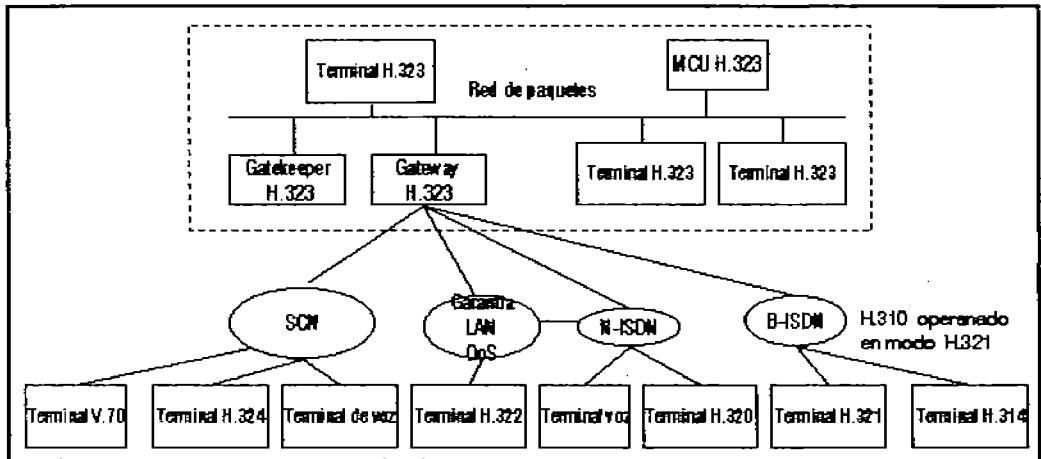 Terminal H.323
MCU H.323
Red de paquetes
Gatekeeper
H.323
Gateway
H.323
Terminal H.323
Terminal H.323
SCN
Garantra
LAN
QoS
N-ISDN
B-ISDN
H.310 operenado
en modo H.321
Terminal V.70
Terminal H.324
Terminal de voz
Terminal H.322
Terminal voz
Terminal H.320
Terminal H.321
Terminal H.314